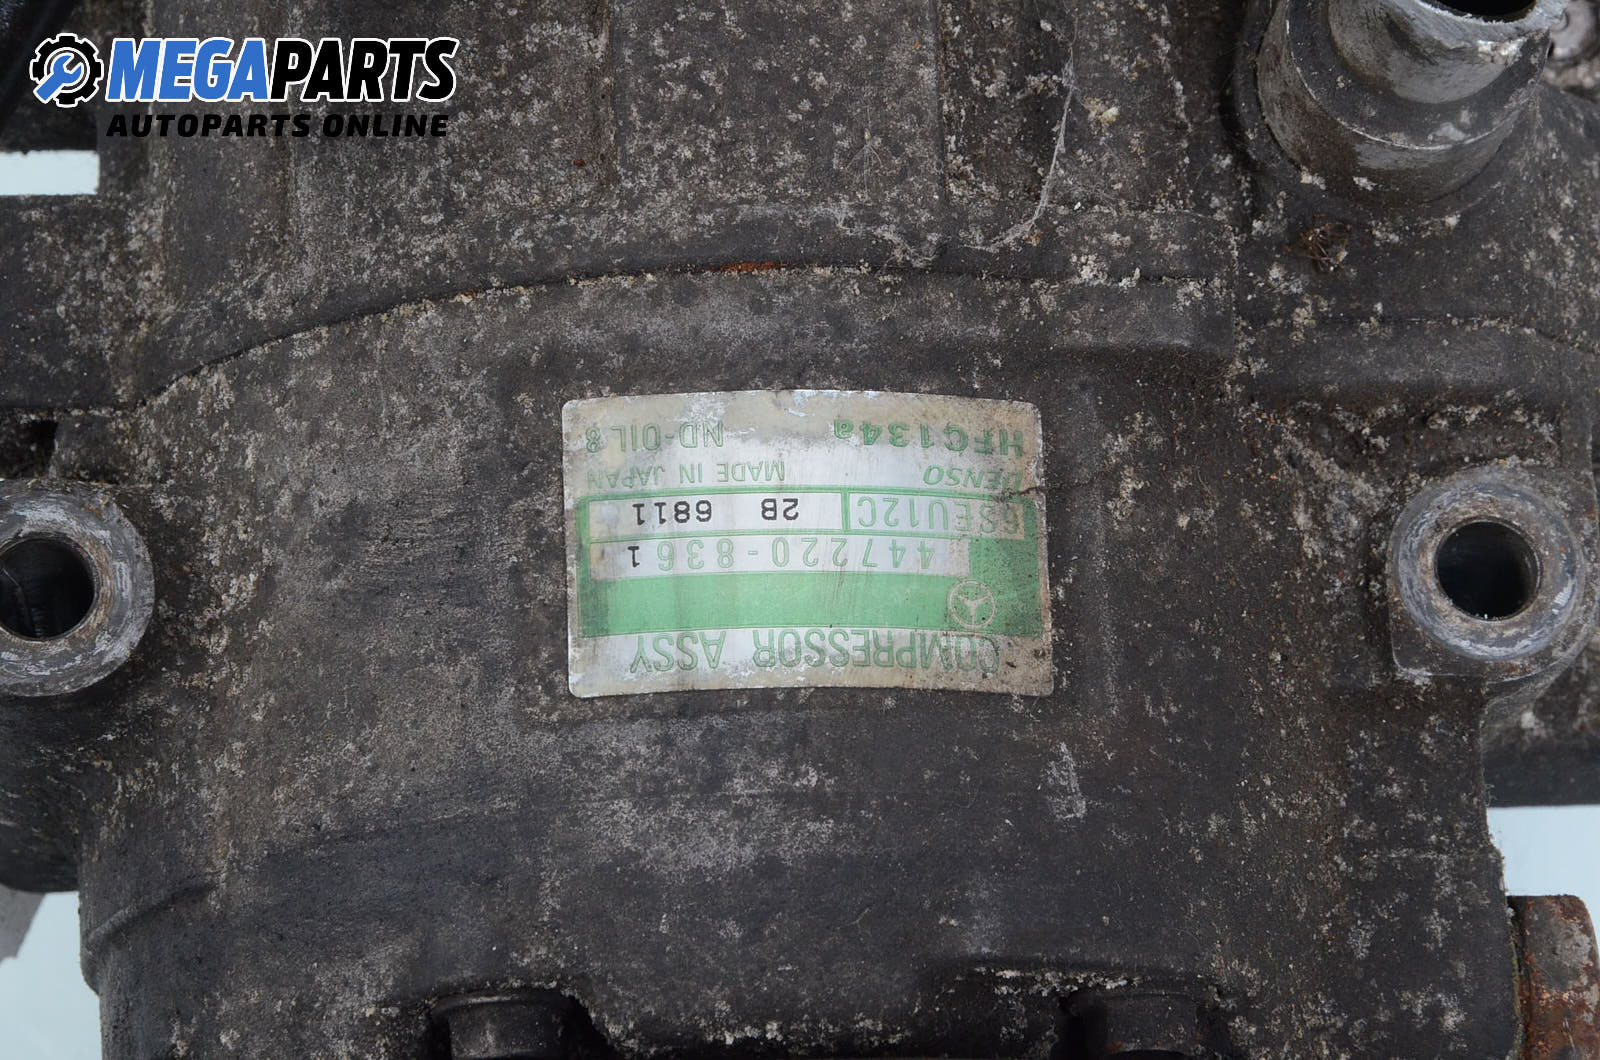 MEGAPARTS
AUTOPARTS ONLINE
COMPRESSOR ASSY
447220-8361
6SEU12C 2B 6811
DENSO MADE IN JAPAN
HFC134a ND-OIL 8